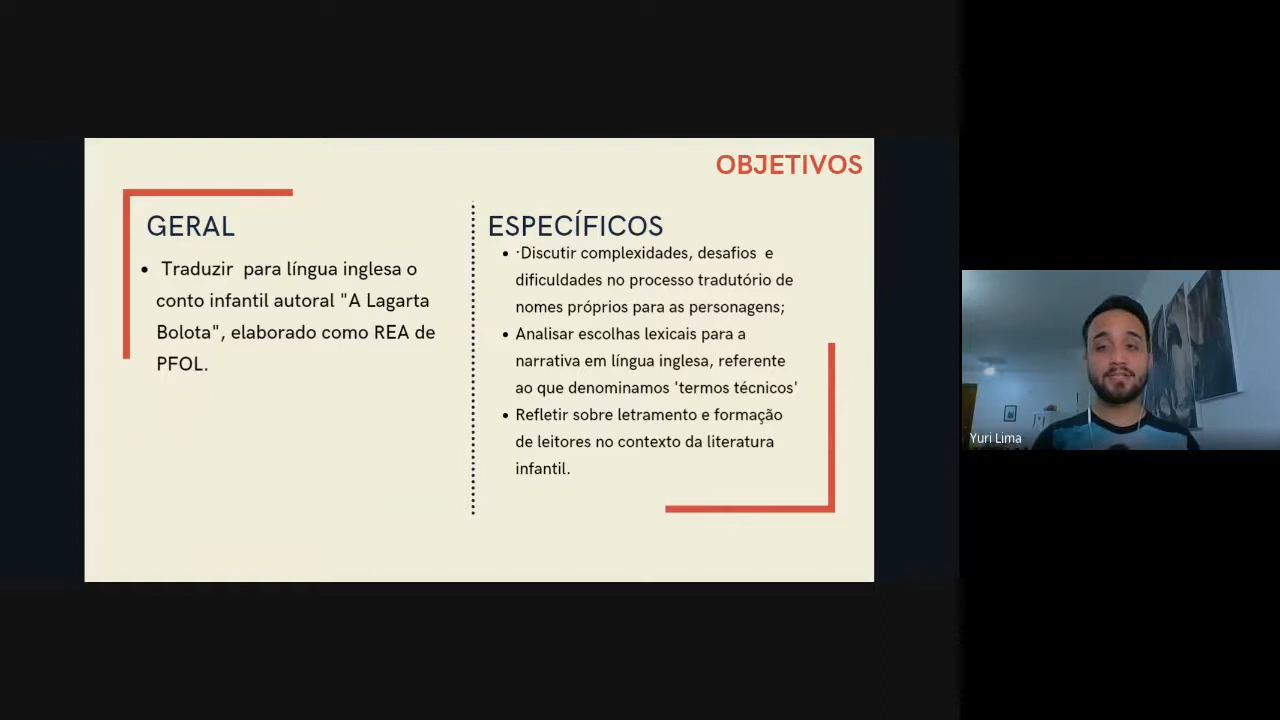 OBJETIVOS
GERAL
• Traduzir para língua inglesa o
conto infantil autoral "A Lagarta
Bolota", elaborado como REA de
PFOL.
ESPECÍFICOS
• ·Discutir complexidades, desafios e
dificuldades no processo tradutório de
nomes próprios para as personagens;
• Analisar escolhas lexicais para a
narrativa em língua inglesa, referente
ao que denominamos 'termos técnicos'
• Refletir sobre letramento e formação
de leitores no contexto da literatura
infantil.
Yuri Lima